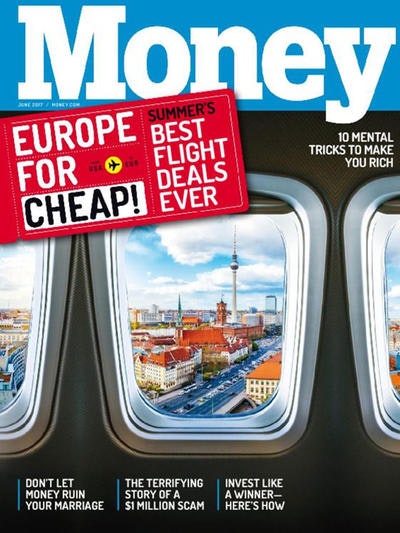 Money
JUNE 2017 / MONEY.COM
EUROPE
FOR
CHEAP!
USA
EUR
SUMMER'S
BEST
FLIGHT
DEALS
EVER
10 MENTAL
TRICKS TO MAKE
YOU RICH
DON'T LET
MONEY RUIN
YOUR MARRIAGE
THE TERRIFYING
STORY OF A
$1 MILLION SCAM
INVEST LIKE
A WINNER—
HERE'S HOW